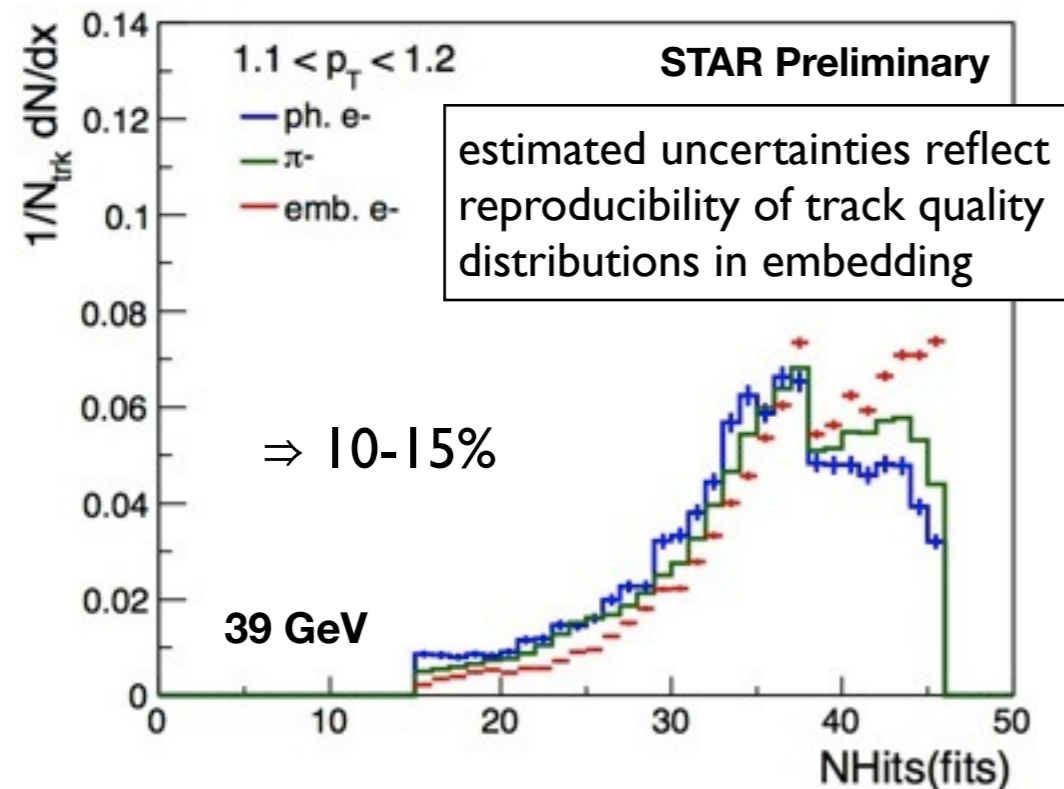 1/N_trk dN/dx
0.14
0.12
0.1
0.08
0.06
0.04
0.02
0
1.1 < p_T < 1.2
ph. e-
π-
emb. e-
STAR Preliminary
estimated uncertainties reflect
reproducibility of track quality
distributions in embedding
⇒ 10-15%
39 GeV
0 10 20 30 40 50
NHits(fits)